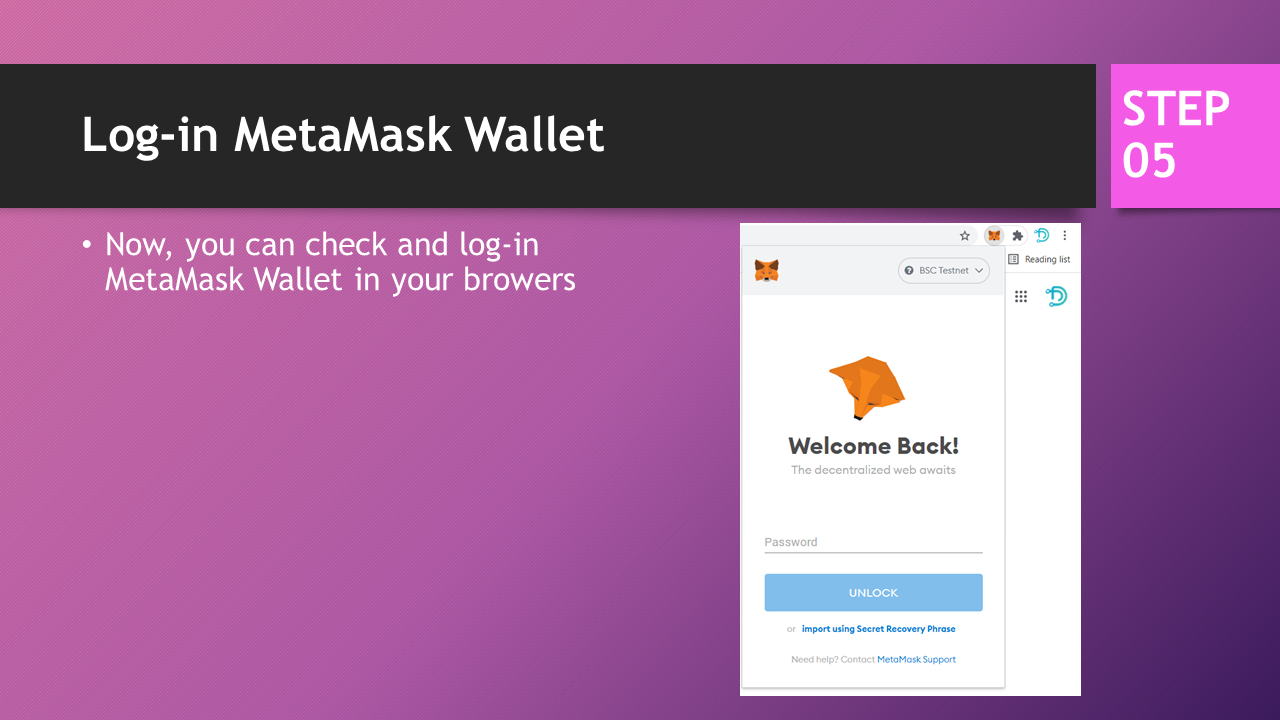 Log-in MetaMask Wallet
STEP
05
• Now, you can check and log-in
MetaMask Wallet in your browers
Reading list
BSC Testnet
Welcome Back!
The decentralized web awaits
Password
UNLOCK
or import using Secret Recovery Phrase
Need help? Contact MetaMask Support